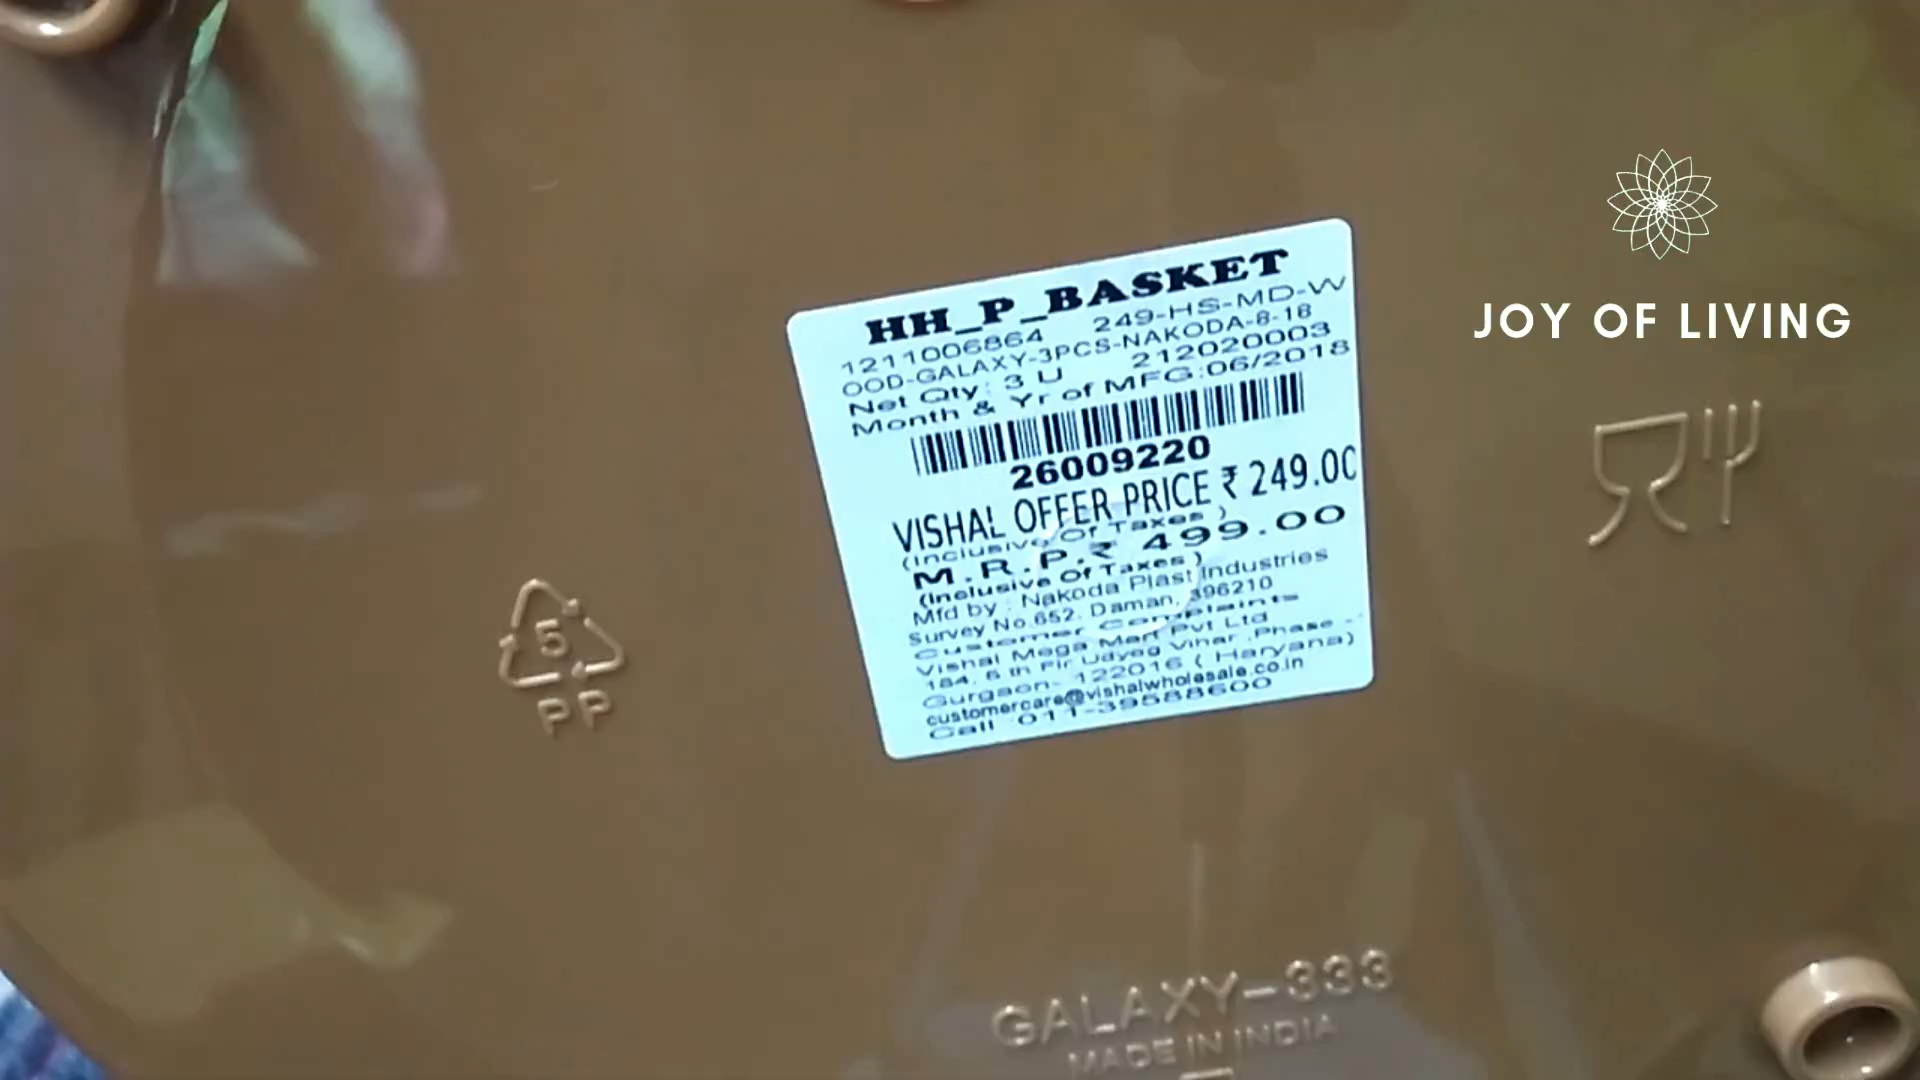 HH_P_BASKET
1211006864 249-HS-MD-W
OOD-GALAXY-3PCS-NAKODA-8-18
Net Qty: 3 U 212020003
Month & Yr of MFG:06/2018
26009220
VISHAL OFFER PRICE ₹ 249.00
(Inclusive Of Taxes )
M.R.P.₹ 499.00
(Inclusive Of Taxes )
Mfd by : Nakoda Plast Industries
Survey No.652, Daman, 396210
Customer Complaints
Vishal Mega Mart Pvt Ltd
184, 5 th Flr Udyog Vihar ,Phase -
Gurgaon- 122016 ( Haryana)
customercare@vishalwholesale.co.in
Call 011-39588600
JOY OF LIVING
5
PP
GALAXY-333
MADE IN INDIA